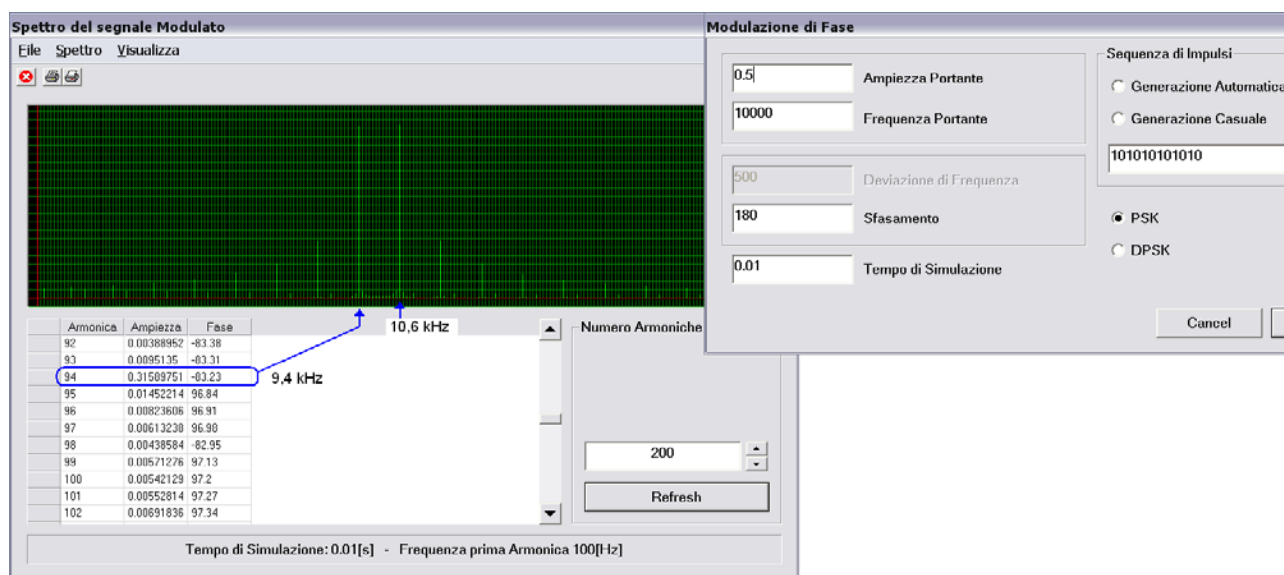 Spettro del segnale Modulato
File Spettro Visualizza
10,6 kHz
Armonica Ampiezza Fase
92 0.00388952 -83.38
93 0.0095135 -83.31
94 0.31589751 -83.23
9,4 kHz
95 0.01452214 96.84
96 0.00823606 96.91
97 0.00613238 96.98
98 0.00438584 -82.95
99 0.00571276 97.13
100 0.00542129 97.2
101 0.00552814 97.27
102 0.00691836 97.34
Numero Armoniche
200
Refresh
Tempo di Simulazione: 0.01[s] - Frequenza prima Armonica 100[Hz]
Modulazione di Fase
0.5 Ampiezza Portante
10000 Frequenza Portante
500 Deviazione di Frequenza
180 Sfasamento
0.01 Tempo di Simulazione
Sequenza di Impulsi
Generazione Automatica
Generazione Casuale
101010101010
PSK
DPSK
Cancel